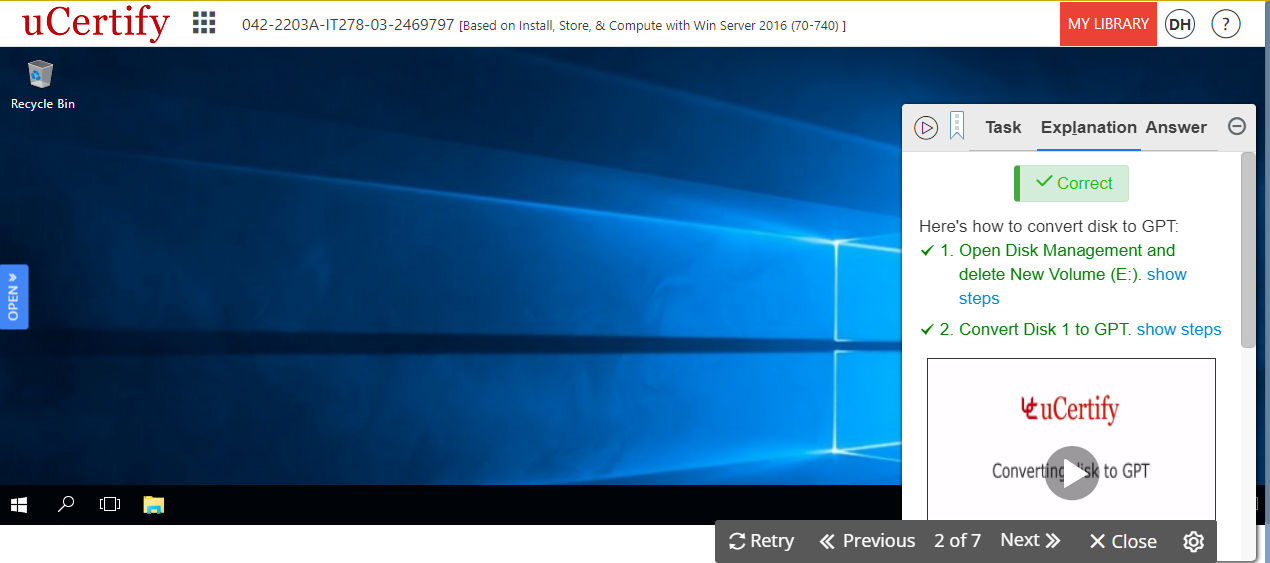 uCertify
042-2203A-IT278-03-2469797 [Based on Install, Store, & Compute with Win Server 2016 (70-740) ]
MY LIBRARY
DH
?
Recycle Bin
OPEN
Task Explanation Answer
Correct
Here's how to convert disk to GPT:
1. Open Disk Management and
delete New Volume (E:). show
steps
2. Convert Disk 1 to GPT. show steps
uCertify
Converting disk to GPT
Retry Previous 2 of 7 Next Close